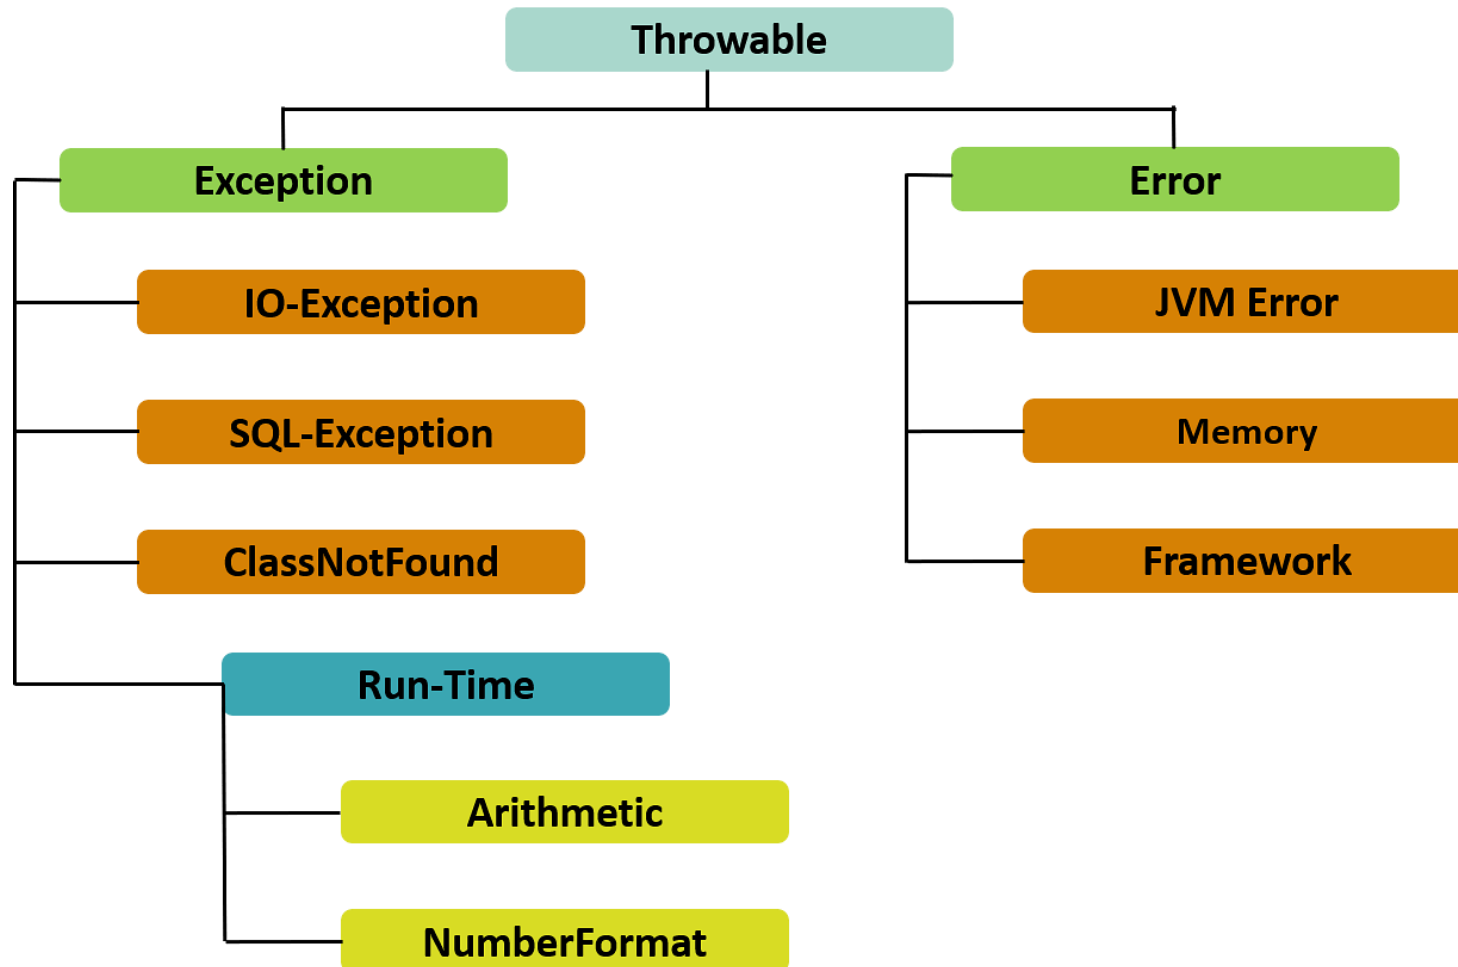 Throwable
Exception
Error
IO-Exception
JVM Error
SQL-Exception
Memory
ClassNotFound
Framework
Run-Time
Arithmetic
NumberFormat